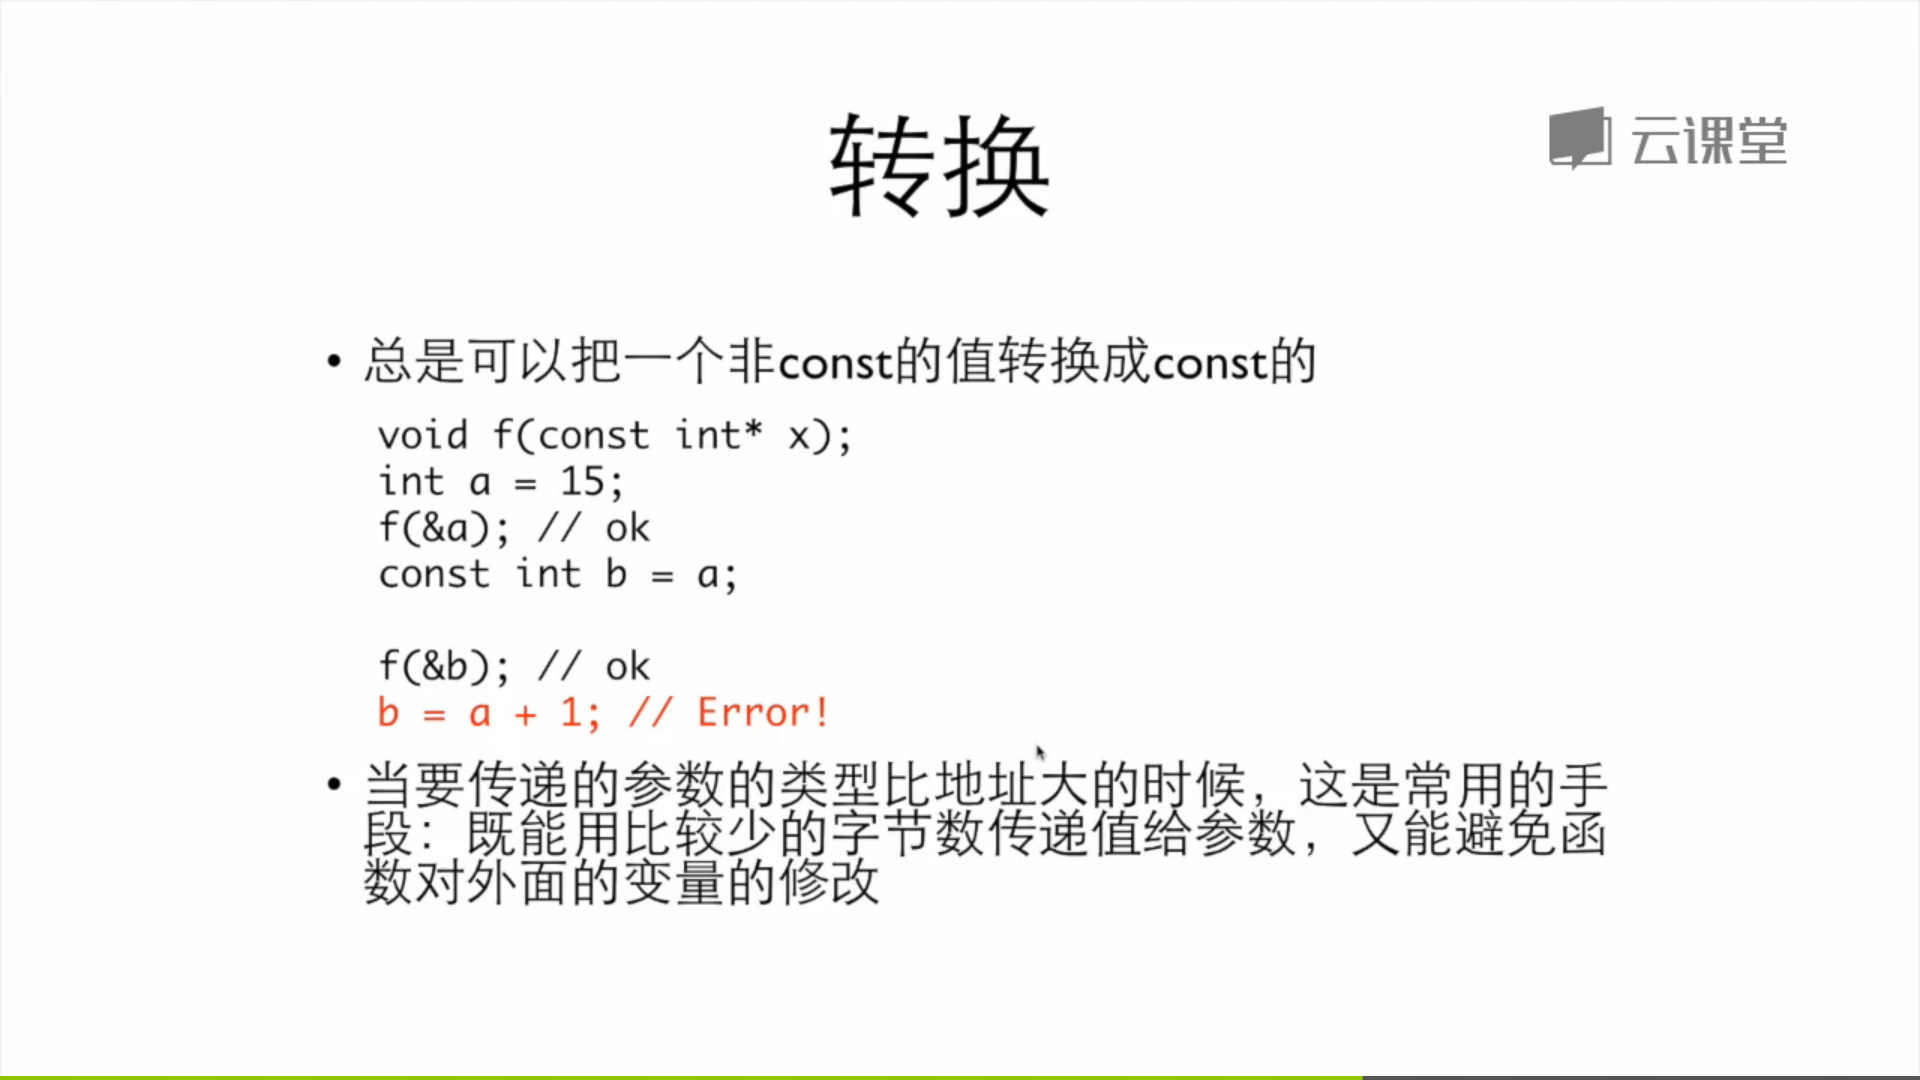 转换
云课堂
• 总是可以把一个非const的值转换成const的
void f(const int* x);
int a = 15;
f(&a); // ok
const int b = a;
f(&b); // ok
b = a + 1; // Error!
• 当要传递的参数的类型比地址大的时候，这是常用的手
段：既能用比较少的字节数传递值给参数，又能避免函
数对外面的变量的修改